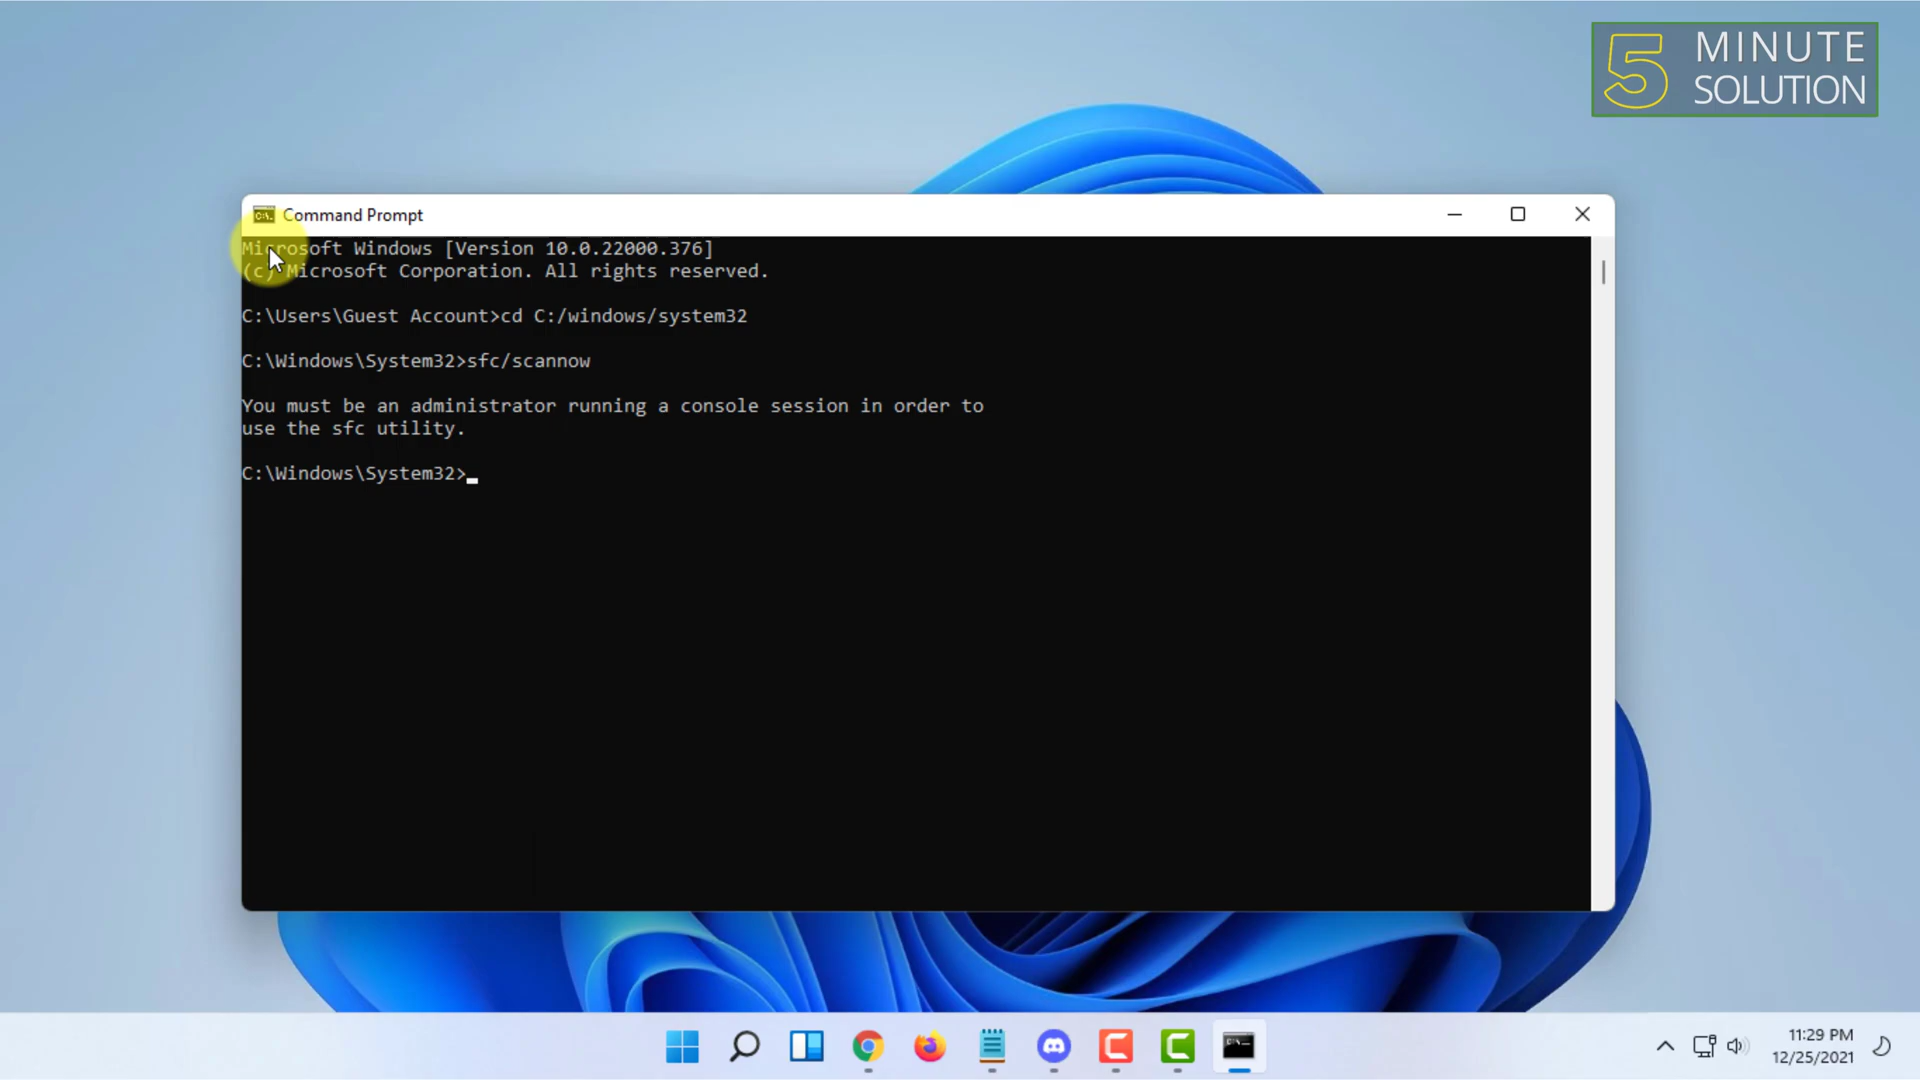 5 MINUTE
SOLUTION
Command Prompt
Microsoft Windows [Version 10.0.22000.376]
(c) Microsoft Corporation. All rights reserved.
C:\Users\Guest Account>cd C:/windows/system32
C:\Windows\System32>sfc/scannow
You must be an administrator running a console session in order to
use the sfc utility.
C:\Windows\System32>
11:29 PM
12/25/2021